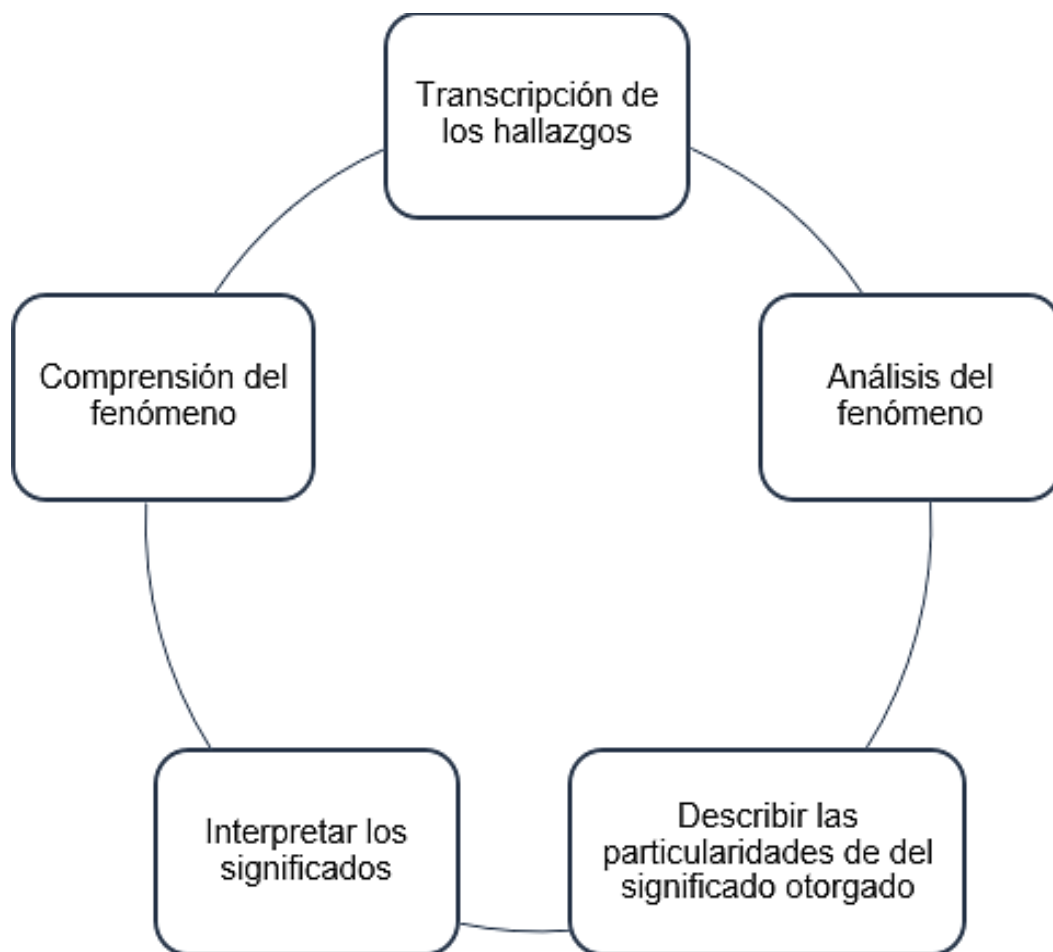 Transcripción de
los hallazgos
Análisis del
fenómeno
Describir las
particularidades de del
significado otorgado
Interpretar los
significados
Comprensión del
fenómeno